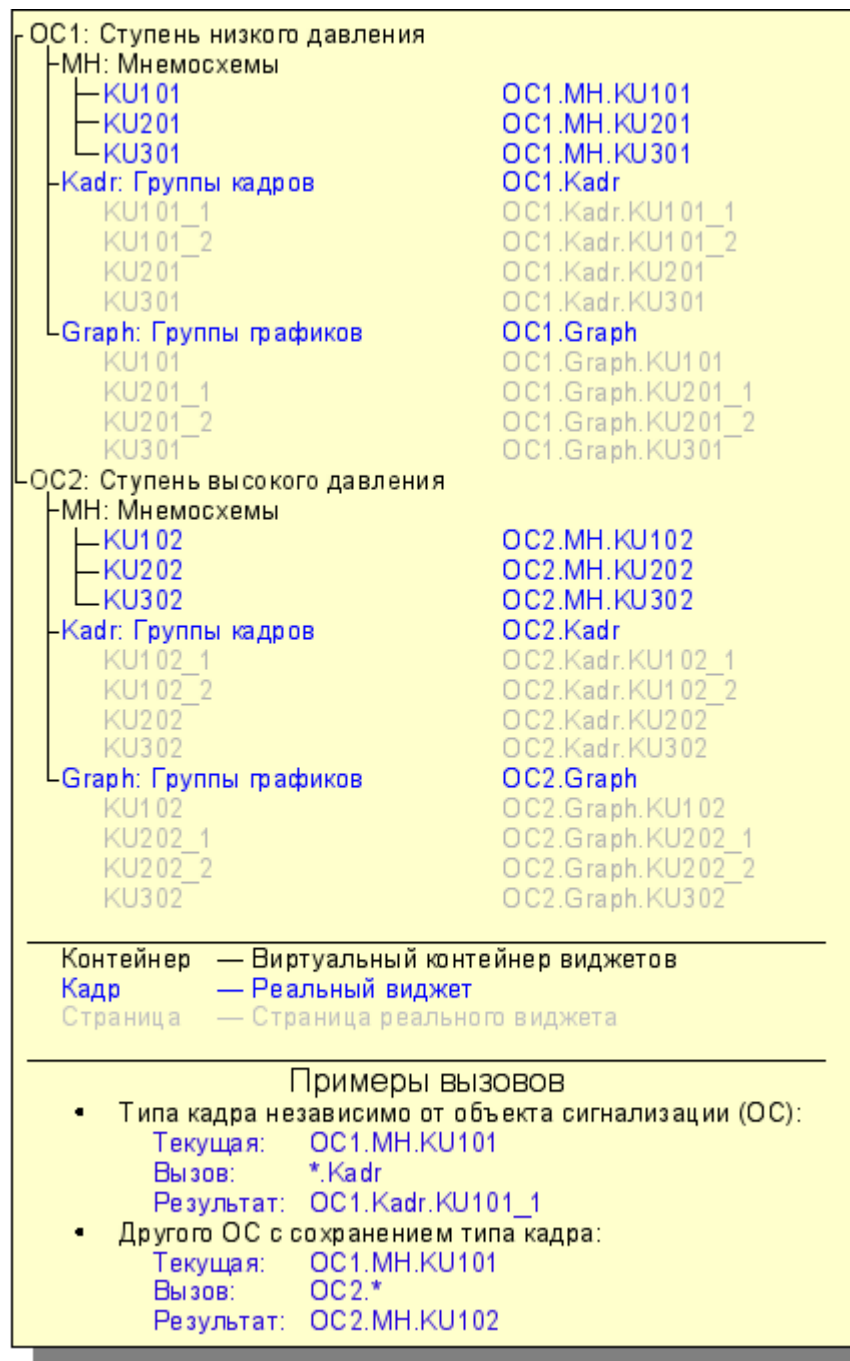 ОС1: Ступень низкого давления
МН: Мнемосхемы
KU101 ОС1.МН.KU101
KU201 ОС1.МН.KU201
KU301 ОС1.МН.KU301
Kadr: Группы кадров ОС1.Kadr
KU101_1 ОС1.Kadr.KU101_1
KU101_2 ОС1.Kadr.KU101_2
KU201 ОС1.Kadr.KU201
KU301 ОС1.Kadr.KU301
Graph: Группы графиков ОС1.Graph
KU101 ОС1.Graph.KU101
KU201_1 ОС1.Graph.KU201_1
KU201_2 ОС1.Graph.KU201_2
KU301 ОС1.Graph.KU301
ОС2: Ступень высокого давления
МН: Мнемосхемы
KU102 ОС2.МН.KU102
KU202 ОС2.МН.KU202
KU302 ОС2.МН.KU302
Kadr: Группы кадров ОС2.Kadr
KU102_1 ОС2.Kadr.KU102_1
KU102_2 ОС2.Kadr.KU102_2
KU202 ОС2.Kadr.KU202
KU302 ОС2.Kadr.KU302
Graph: Группы графиков ОС2.Graph
KU102 ОС2.Graph.KU102
KU202_1 ОС2.Graph.KU202_1
KU202_2 ОС2.Graph.KU202_2
KU302 ОС2.Graph.KU302
Контейнер — Виртуальный контейнер виджетов
Кадр — Реальный виджет
Страница — Страница реального виджета
Примеры вызовов
• Типа кадра независимо от объекта сигнализации (ОС):
Текущая: ОС1.МН.KU101
Вызов: *.Kadr
Результат: ОС1.Kadr.KU101_1
• Другого ОС с сохранением типа кадра:
Текущая: ОС1.МН.KU101
Вызов: ОС2.*
Результат: ОС2.МН.KU102